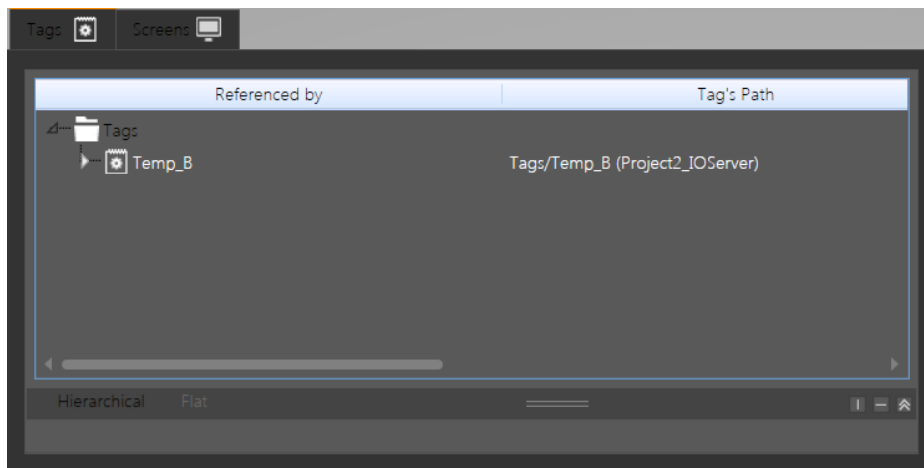 Tags Screens
Referenced by Tag's Path
Tags
Temp_B Tags/Temp_B (Project2_IOServer)
Hierarchical Flat